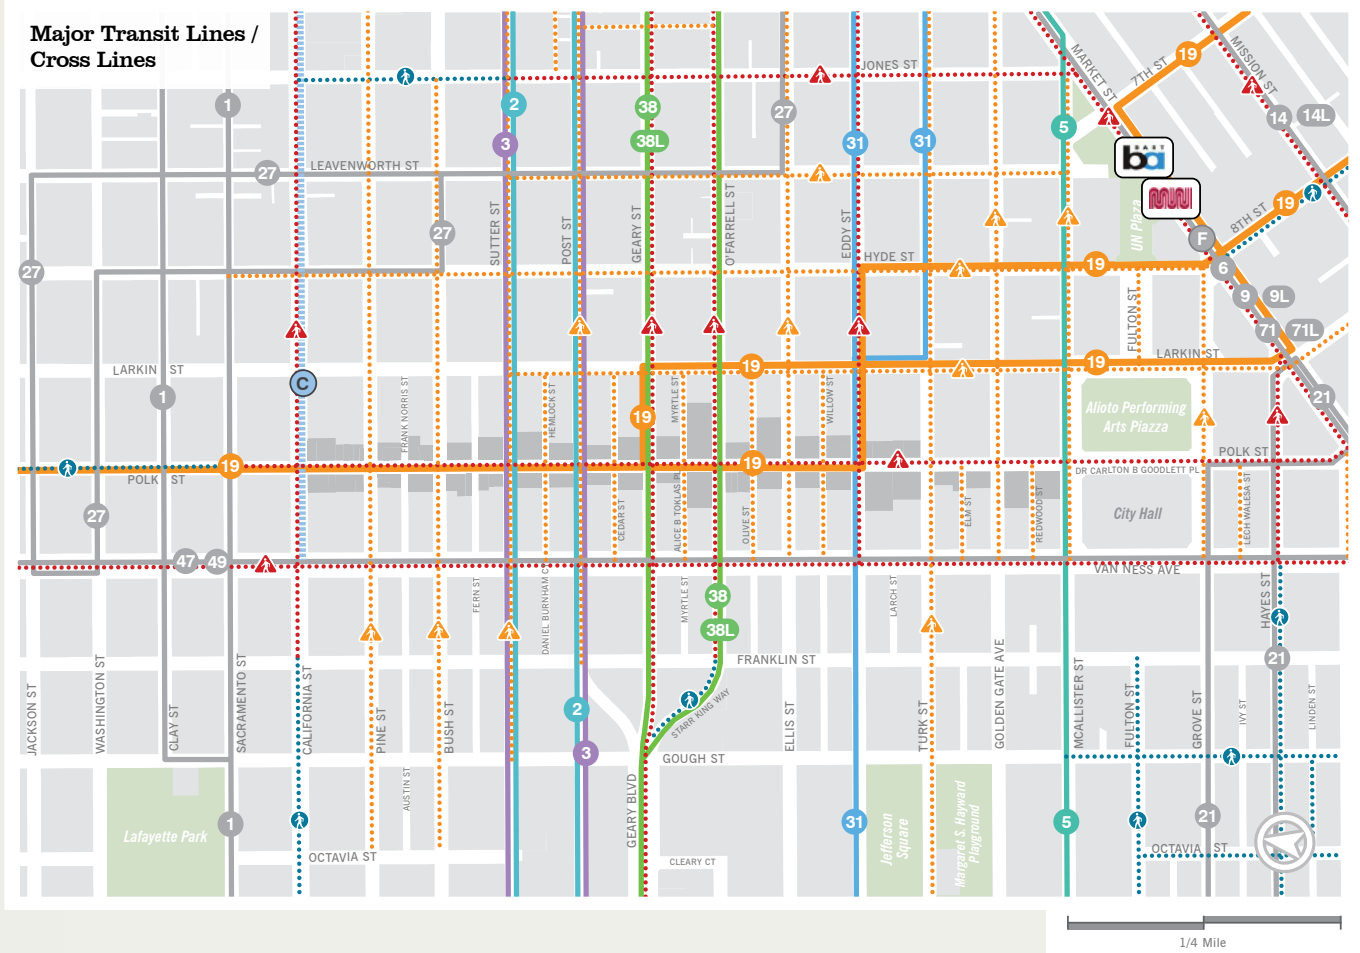 Major Transit Lines /
Cross Lines
JONES ST
MARKET ST
7TH ST
19
MISSION ST
1
2
38
27
14
14L
5
3
38L
31
31
BART
ba
LEAVENWORTH ST
27
MUNI
19
8TH ST
UN Plaza
SUTTER ST
POST ST
GEARY ST
O'FARRELL ST
EDDY ST
27
F
HYDE ST
27
19
6
9
9L
FULTON ST
71
71L
LARKIN ST
LARKIN ST
19
19
C
1
21
FRANK NORRIS ST
HEMLOCK ST
MYRTLE ST
WILLOW ST
19
Alioto Performing
Arts Piazza
POLK ST
19
19
POLK ST
DR CARLTON B GOODLETT PL
CEDAR ST
ALICE B TOKLAS PL
OLIVE ST
ELM ST
REDWOOD ST
City Hall
LECH WALESA ST
27
47
49
VAN NESS AVE
FERN ST
DANIEL BURNHAM CT
MYRTLE ST
38
LARCH ST
HAYES ST
38L
FRANKLIN ST
21
JACKSON ST
WASHINGTON ST
CLAY ST
SACRAMENTO ST
CALIFORNIA ST
PINE ST
BUSH ST
2
STARR KING WAY
ELLIS ST
TURK ST
GOLDEN GATE AVE
MCALLISTER ST
FULTON ST
GROVE ST
IVY ST
LINDEN ST
3
GOUGH ST
AUSTIN ST
GEARY BLVD
1
31
5
21
Lafayette Park
Jefferson
Square
Margaret S. Hayward
Playground
OCTAVIA ST
CLEARY CT
OCTAVIA ST
1/4 Mile